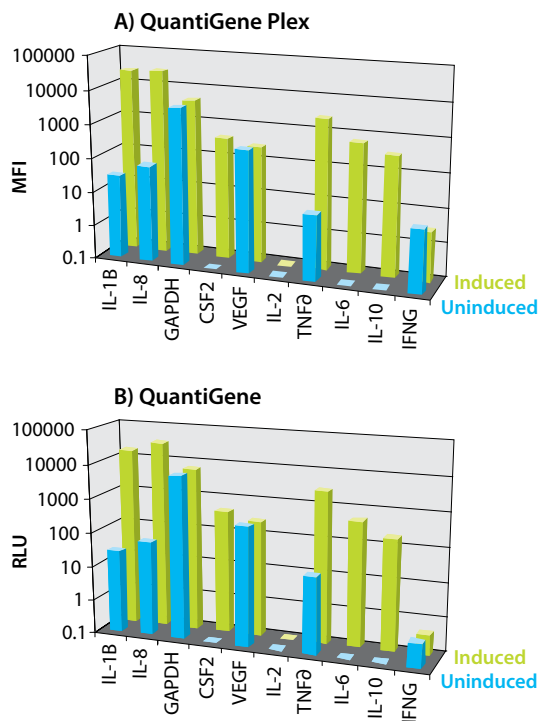 A) QuantiGene Plex
100000
10000
1000
100
10
1
0.1
MFI
IL-1B
IL-8
GAPDH
CSF2
VEGF
IL-2
TNF∂
IL-6
IL-10
IFNG
Induced
Uninduced
B) QuantiGene
100000
10000
1000
100
10
1
0.1
RLU
IL-1B
IL-8
GAPDH
CSF2
VEGF
IL-2
TNF∂
IL-6
IL-10
IFNG
Induced
Uninduced